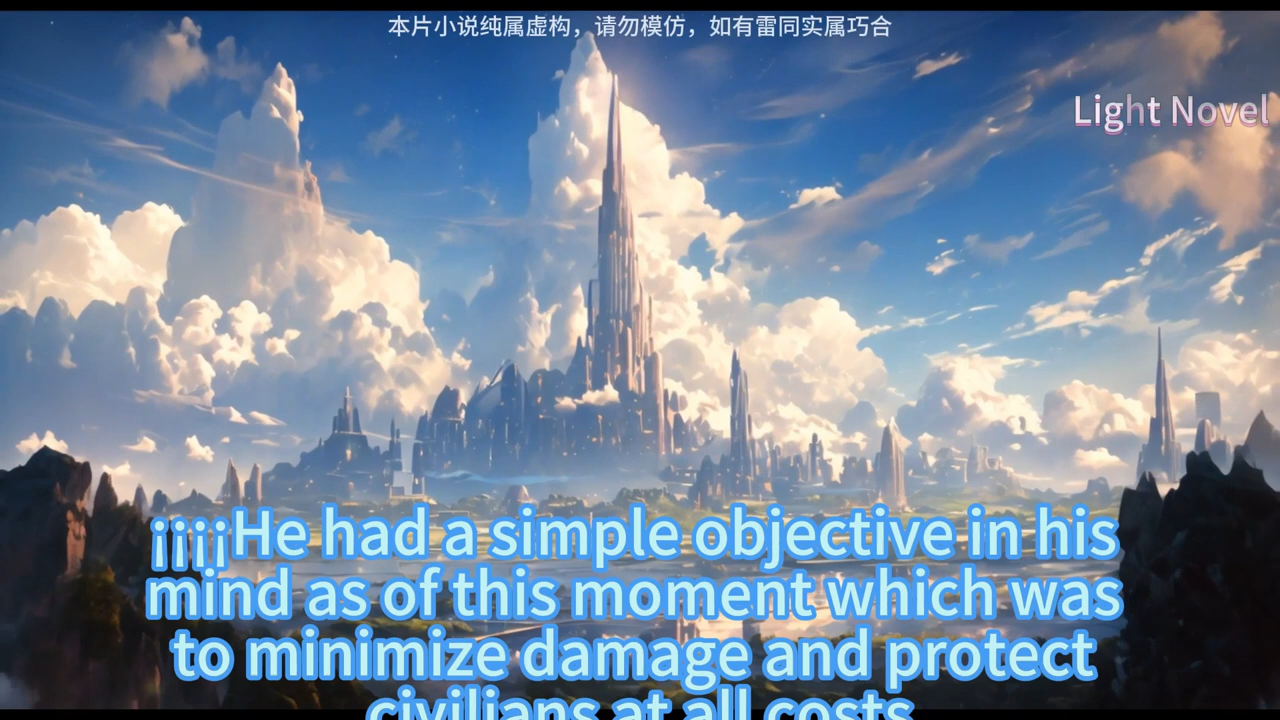 本片小说纯属虚构，请勿模仿，如有雷同实属巧合
Light Novel
¡¡¡¡He had a simple objective in his
mind as of this moment which was
to minimize damage and protect
civilians at all costs